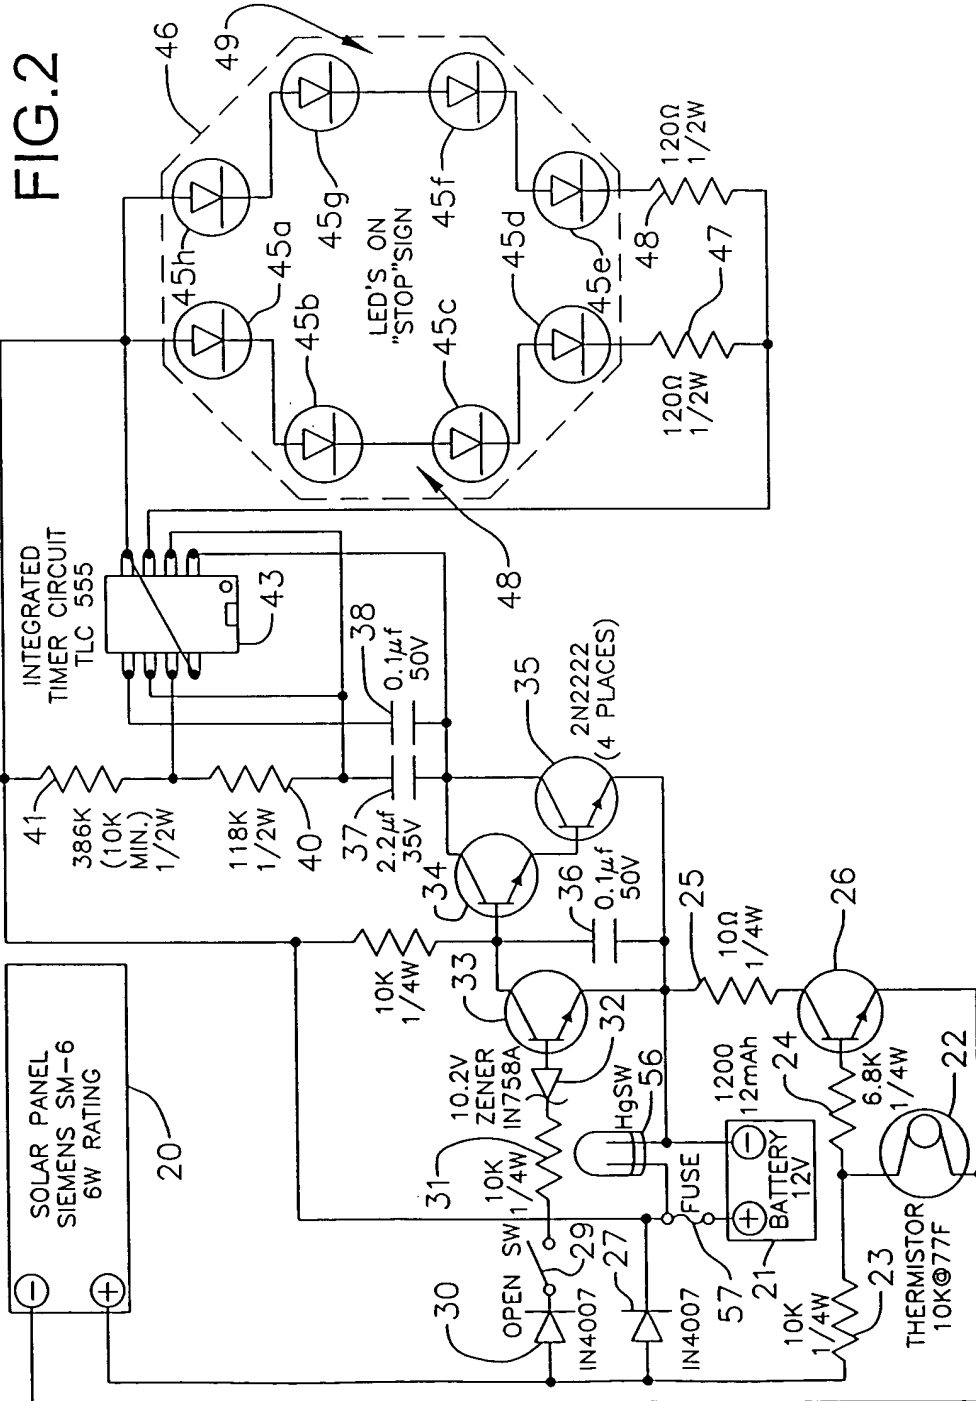 FIG.2
SOLAR PANEL
SIEMENS SM-6
6W RATING
20
41
386K
(10K
MIN.)
1/2W
118K
1/2W
40
INTEGRATED
TIMER CIRCUIT
TLC 555
43
46
49
45h
45a
45g
45b
LED'S ON
"STOP"SIGN
45f
45c
45d
45e
48
120Ω
1/2W
48
120Ω
1/2W
47
37
2.2µf
35V
38
0.1µf
50V
34
35
2N2222
(4 PLACES)
10K
1/4W
33
36
0.1µf
50V
10.2V
ZENER
IN758A
32
31
10K
1/4W
OPEN SW
29
30
IN4007
27
IN4007
HgSW
56
FUSE
57
1200
12mAh
BATTERY
12V
21
25
10Ω
1/4W
26
24
6.8K
1/4W
22
10K
1/4W
23
THERMISTOR
10K@77F